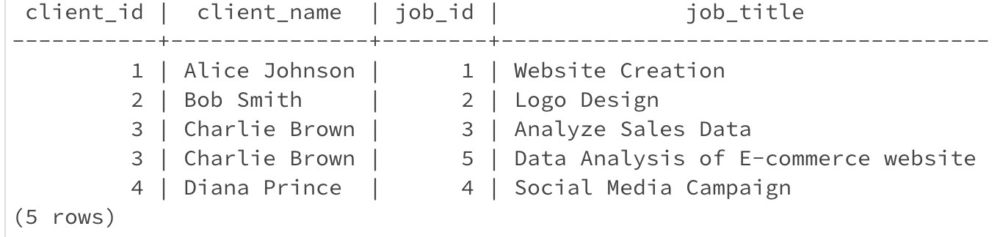 client_id |  client_name  | job_id |              job_title
-----------+---------------+--------+-------------------------------------
         1 | Alice Johnson |      1 | Website Creation
         2 | Bob Smith     |      2 | Logo Design
         3 | Charlie Brown |      3 | Analyze Sales Data
         3 | Charlie Brown |      5 | Data Analysis of E-commerce website
         4 | Diana Prince  |      4 | Social Media Campaign
(5 rows)